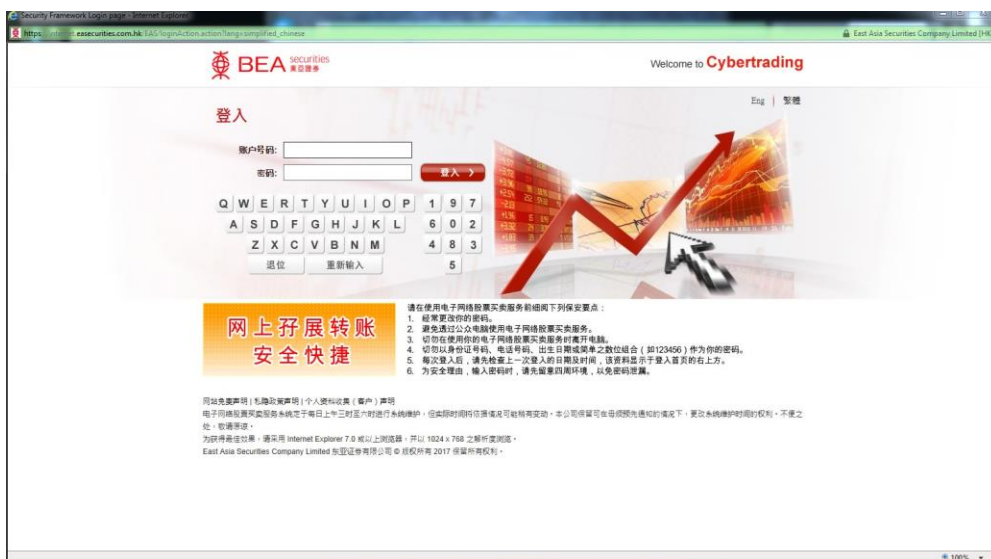 Security Framework Login page - Internet Explorer
easecurities.com.hk/EAS/loginAction.action?lang=simplified_chinese
East Asia Securities Company Limited [HK
BEA securities 東亞證券
Welcome to Cybertrading
Eng | 繁體
登入
账户号码:
密码:
登入
Q W E R T Y U I O P 1 9 7
A S D F G H J K L 6 0 2
Z X C V B N M 4 8 3
退位 重新输入 5
网上孖展转账
安全快捷
请在使用电子网络股票买卖服务前细阅下列保安要点：
1. 经常更改你的密码。
2. 避免透过公众电脑使用电子网络股票买卖服务。
3. 切勿在使用你的电子网络股票买卖服务时离开电脑。
4. 切勿以身份证号码、电话号码、出生日期或简单之数位组合（如123456）作为你的密码。
5. 每次登入后，请先检查上一次登入的日期及时间，该资料显示于登入首页的右上方。
6. 为安全理由，输入密码时，请先留意四周环境，以免密码泄漏。
网站免责声明 | 私隐政策声明 | 个人资料收集（客户）声明
电子网络股票买卖服务系统定于每日上午三时至六时进行系统维护，但实际时间将依据情况可能稍有变动。本公司保留可在毋须预先通知的情况下，更改系统维护时间的权利。不便之
处，敬请原谅。
为获得最佳效果，请采用 Internet Explorer 7.0 或以上浏览器，并以 1024 x 768 之解析度浏览。
East Asia Securities Company Limited 东亚证券有限公司 © 版权所有 2017 保留所有权利。
100%